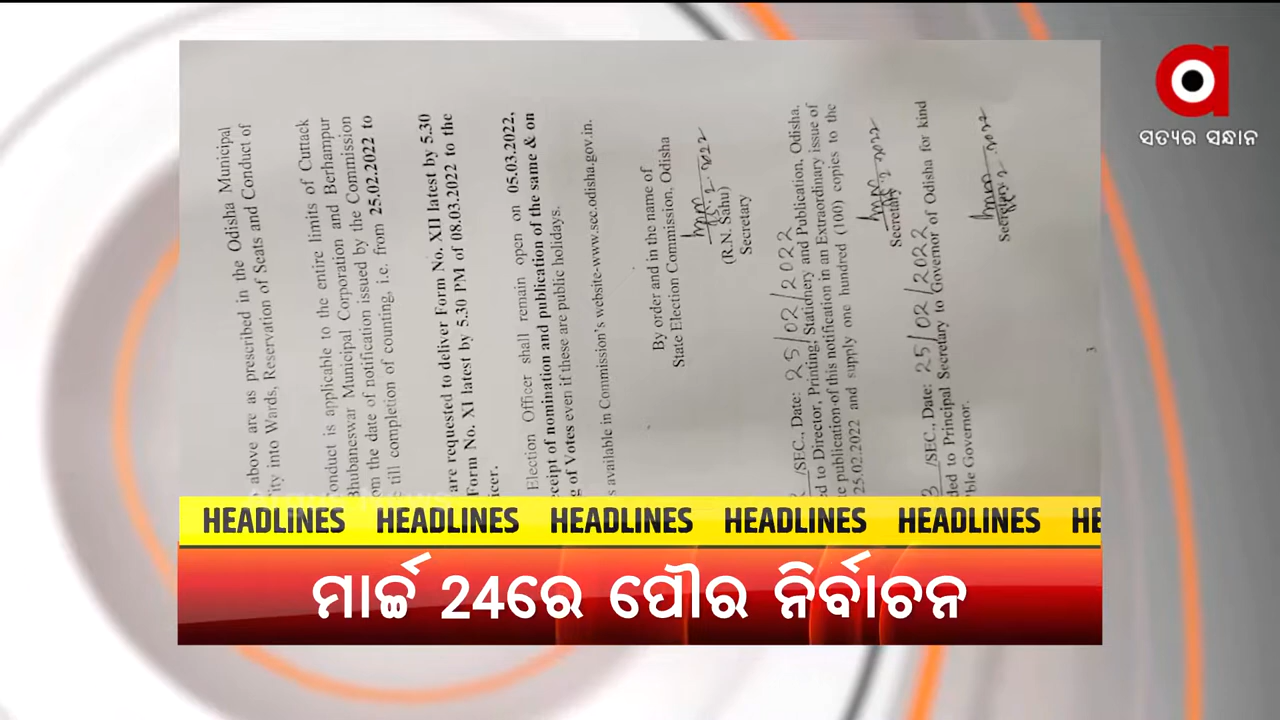 above are as prescribed in the Odisha Municipal
into Wards, Reservation of Seats and Conduct of
onduct is applicable to the entire limits of Cuttack
Bhubaneswar Municipal Corporation and Berhampur
om the date of notification issued by the Commission
till completion of counting, i.e. from 25.02.2022 to
are requested to deliver Form No. XII latest by 5.30
Form No. XI latest by 5.30 PM of 08.03.2022 to the
icer.
Election Officer shall remain open on 05.03.2022,
eceipt of nomination and publication of the same & on
g of Votes even if these are public holidays.
s available in Commission's website-www.sec.odisha.gov.in.
By order and in the name of
State Election Commission, Odisha
(R.N. Sahu)
Secretary
/SEC., Date: 25/02/2022
ed to Director, Printing, Stationery and Publication, Odisha,
e publication of this notification in an Extraordinary issue of
25.02.2022 and supply one hundred (100) copies to the
Secretary
/SEC., Date: 25/02/2022
ded to Principal Secretary to Governor of Odisha for kind
ble Governor.
Secretary
3
a
ସତ୍ୟର ସନ୍ଧାନ
HEADLINES HEADLINES HEADLINES HEADLINES HEADLINES HE
ମାର୍ଚ୍ଚ 24ରେ ପୌର ନିର୍ବାଚନ